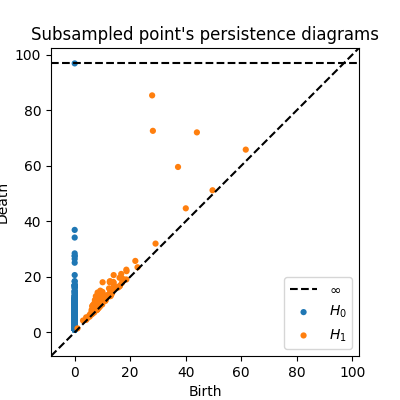 Subsampled point's persistence diagrams
100
80
60
40
20
0
Death
∞
H₀
H₁
0 20 40 60 80 100
Birth